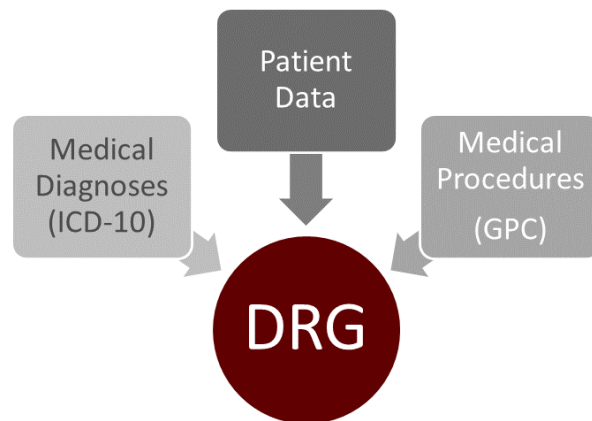 Patient
Data
Medical
Diagnoses
(ICD-10)
Medical
Procedures
(GPC)
DRG